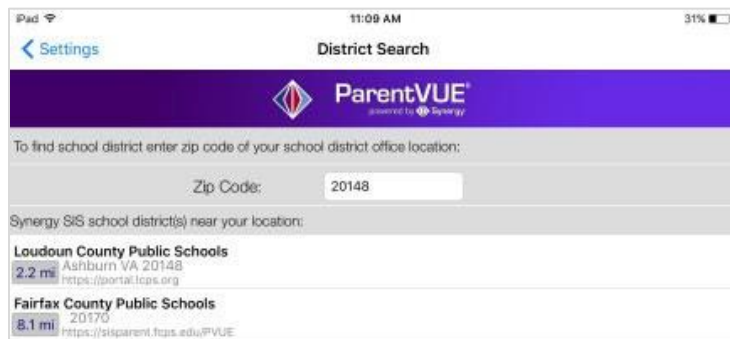 iPad 11:09 AM 31%
Settings District Search
ParentVUE
powered by Synergy
To find school district enter zip code of your school district office location:
Zip Code: 20148
Synergy SIS school district(s) near your location:
Loudoun County Public Schools
2.2 mi Ashburn VA 20148
https://portal.lcps.org
Fairfax County Public Schools
8.1 mi 20170
https://sisparent.fcps.edu/PVUE